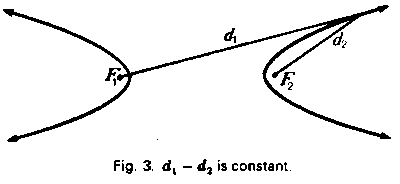 d₁
d₂
F₁
F₂
Fig. 3. d₁ − d₂ is constant.